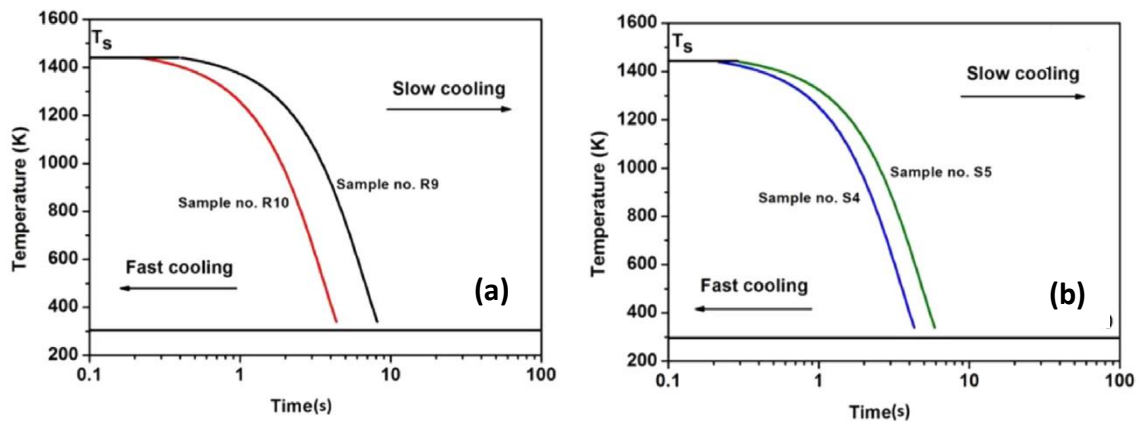 1600
1400
1200
1000
800
600
400
200
Temperature (K)
T_s
Slow cooling
Sample no. R9
Sample no. R10
Fast cooling
(a)
0.1
1
10
100
Time(s)
1600
1400
1200
1000
800
600
400
200
Temperature (K)
T_s
Slow cooling
Sample no. S5
Sample no. S4
Fast cooling
(b)
0.1
1
10
100
Time(s)